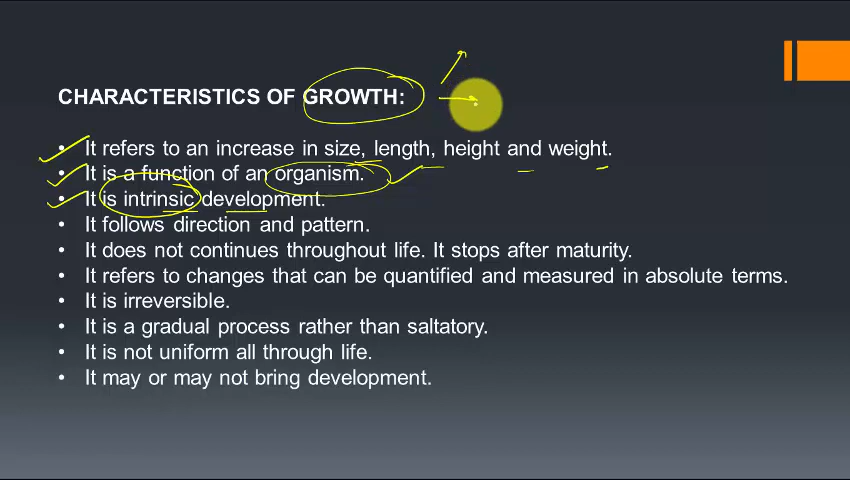 CHARACTERISTICS OF GROWTH:
• It refers to an increase in size, length, height and weight.
• It is a function of an organism.
• It is intrinsic development.
• It follows direction and pattern.
• It does not continues throughout life. It stops after maturity.
• It refers to changes that can be quantified and measured in absolute terms.
• It is irreversible.
• It is a gradual process rather than saltatory.
• It is not uniform all through life.
• It may or may not bring development.